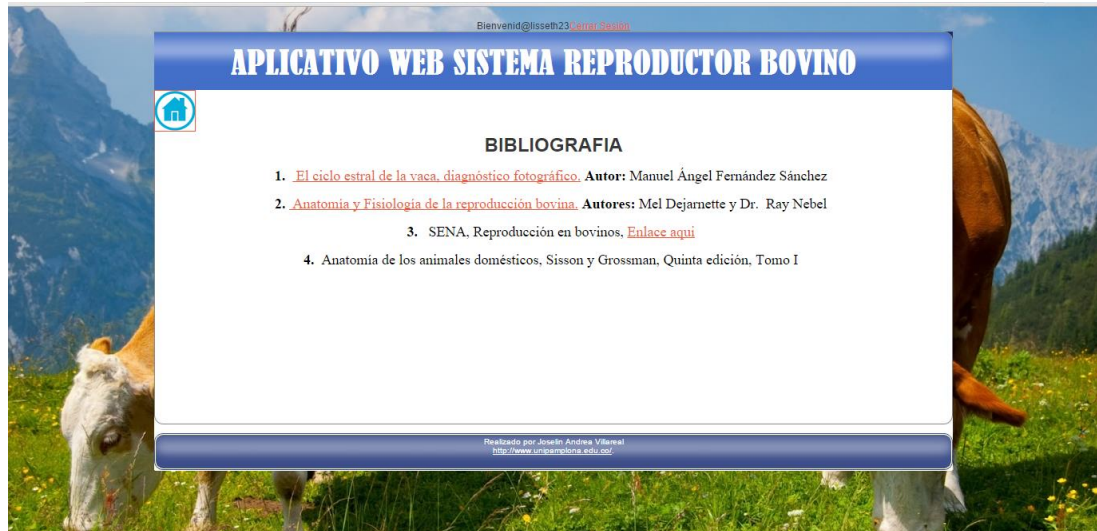 Bienvenid@lisseth23Cerrar Sesión
APLICATIVO WEB SISTEMA REPRODUCTOR BOVINO
BIBLIOGRAFIA
1. El ciclo estral de la vaca, diagnóstico fotográfico. Autor: Manuel Ángel Fernández Sánchez
2. Anatomía y Fisiología de la reproducción bovina. Autores: Mel Dejarnette y Dr. Ray Nebel
3. SENA, Reproducción en bovinos, Enlace aqui
4. Anatomía de los animales domésticos, Sisson y Grossman, Quinta edición, Tomo I
Realizado por Joselin Andrea Villareal
http://www.unipamplona.edu.co/